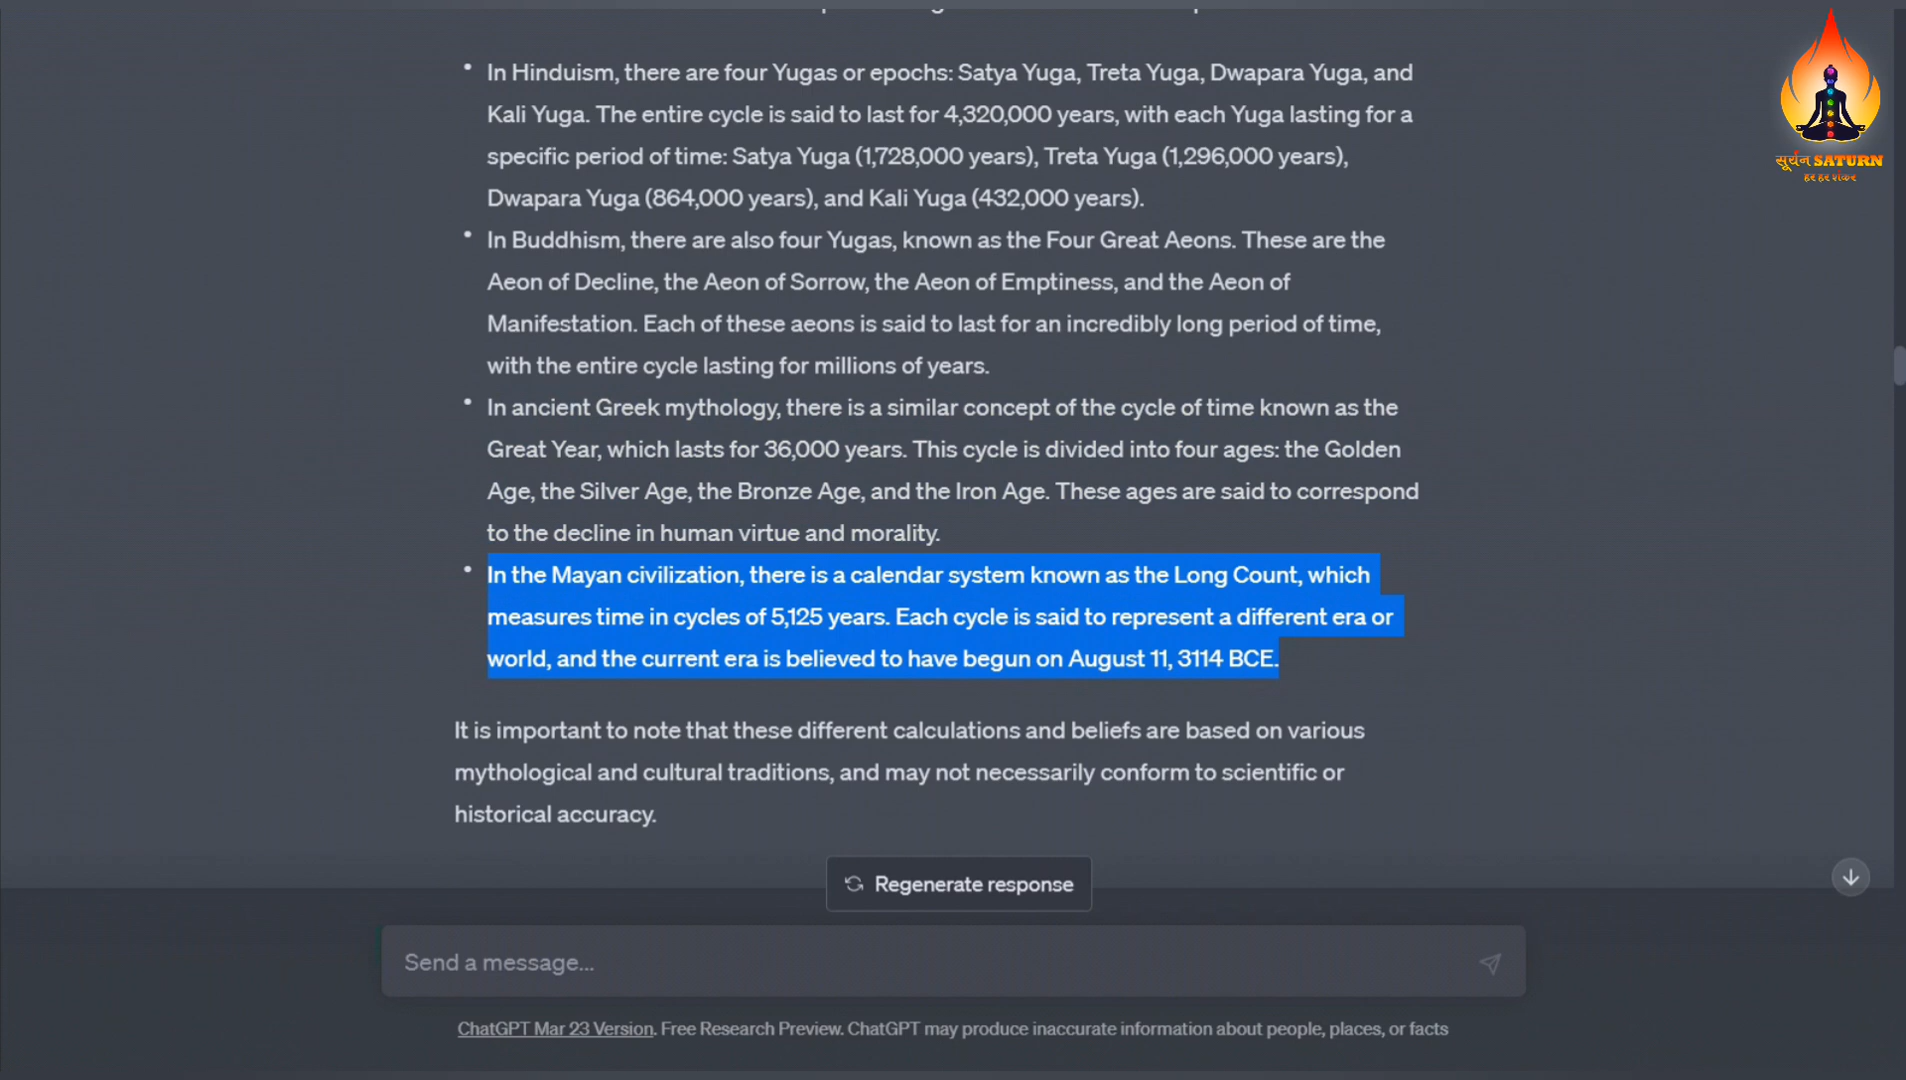 In Hinduism, there are four Yugas or epochs: Satya Yuga, Treta Yuga, Dwapara Yuga, and
Kali Yuga. The entire cycle is said to last for 4,320,000 years, with each Yuga lasting for a
specific period of time: Satya Yuga (1,728,000 years), Treta Yuga (1,296,000 years),
Dwapara Yuga (864,000 years), and Kali Yuga (432,000 years).
In Buddhism, there are also four Yugas, known as the Four Great Aeons. These are the
Aeon of Decline, the Aeon of Sorrow, the Aeon of Emptiness, and the Aeon of
Manifestation. Each of these aeons is said to last for an incredibly long period of time,
with the entire cycle lasting for millions of years.
In ancient Greek mythology, there is a similar concept of the cycle of time known as the
Great Year, which lasts for 36,000 years. This cycle is divided into four ages: the Golden
Age, the Silver Age, the Bronze Age, and the Iron Age. These ages are said to correspond
to the decline in human virtue and morality.
In the Mayan civilization, there is a calendar system known as the Long Count, which
measures time in cycles of 5,125 years. Each cycle is said to represent a different era or
world, and the current era is believed to have begun on August 11, 3114 BCE.
It is important to note that these different calculations and beliefs are based on various
mythological and cultural traditions, and may not necessarily conform to scientific or
historical accuracy.
Regenerate response
Send a message...
ChatGPT Mar 23 Version. Free Research Preview. ChatGPT may produce inaccurate information about people, places, or facts
सूर्यन SATURN
हर हर शंकर